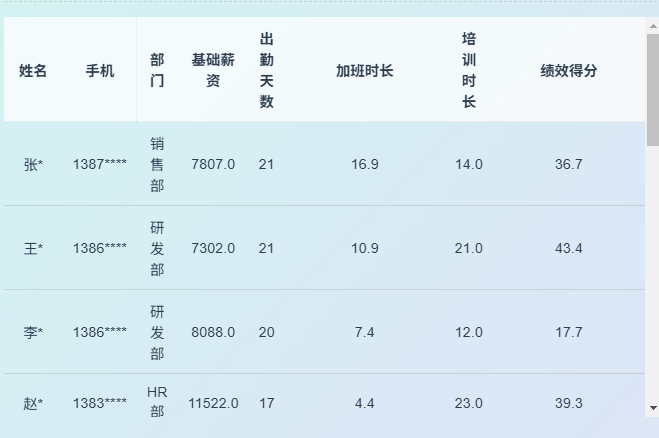 姓名 手机 部门 基础薪资 出勤天数 加班时长 培训时长 绩效得分
张* 1387**** 销售部 7807.0 21 16.9 14.0 36.7
王* 1386**** 研发部 7302.0 21 10.9 21.0 43.4
李* 1386**** 研发部 8088.0 20 7.4 12.0 17.7
赵* 1383**** HR部 11522.0 17 4.4 23.0 39.3